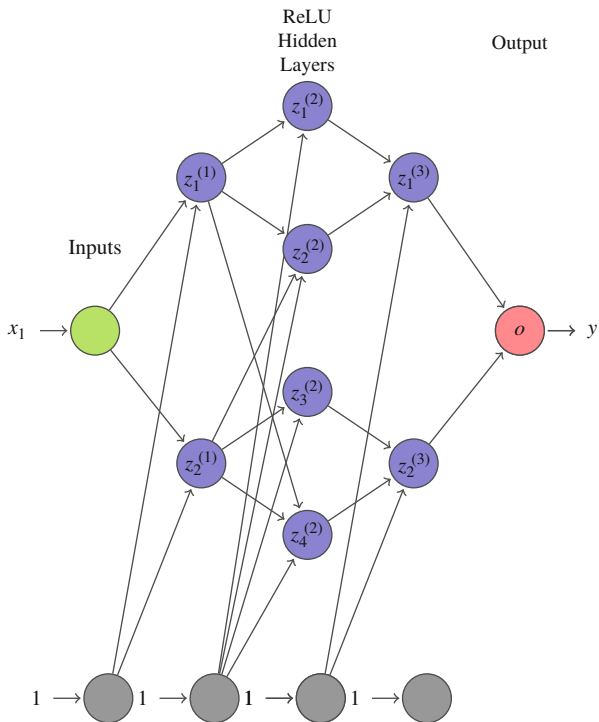 ReLU
Hidden
Layers
Output
z₁⁽²⁾
z₁⁽¹⁾
z₁⁽³⁾
Inputs
z₂⁽²⁾
x₁
o
y
z₃⁽²⁾
z₂⁽¹⁾
z₂⁽³⁾
z₄⁽²⁾
1
1
1
1